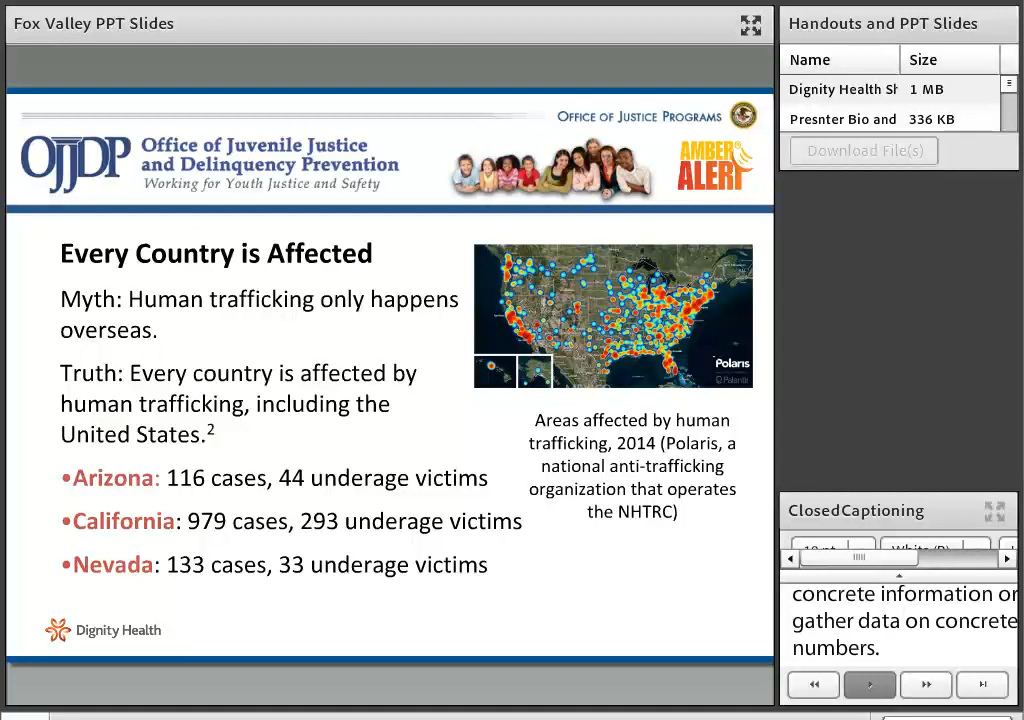 Fox Valley PPT Slides
OFFICE OF JUSTICE PROGRAMS
OJJDP
Office of Juvenile Justice
and Delinquency Prevention
Working for Youth Justice and Safety
AMBER
ALERT
Every Country is Affected
Myth: Human trafficking only happens
overseas.
Truth: Every country is affected by
human trafficking, including the
United States.2
•Arizona: 116 cases, 44 underage victims
•California: 979 cases, 293 underage victims
•Nevada: 133 cases, 33 underage victims
Polaris
Palantir
Areas affected by human
trafficking, 2014 (Polaris, a
national anti-trafficking
organization that operates
the NHTRC)
Dignity Health
Handouts and PPT Slides
Name Size
Dignity Health Sh 1 MB
Presnter Bio and 336 KB
Download File(s)
ClosedCaptioning
concrete information or
gather data on concrete
numbers.